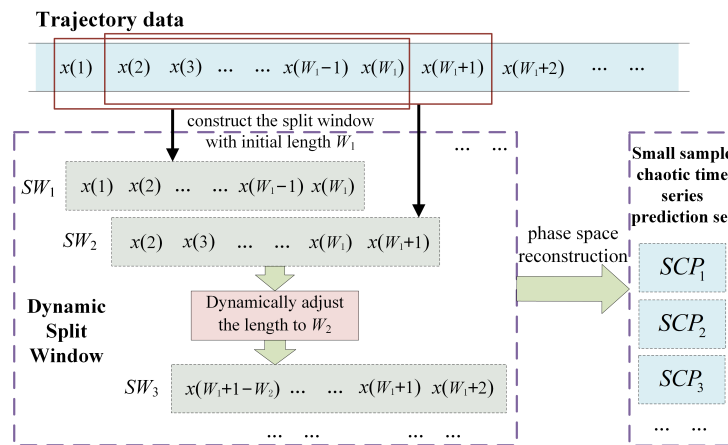 Trajectory data
x(1) x(2) x(3) ... ... x(W₁−1) x(W₁) x(W₁+1) x(W₁+2) ... ...
construct the split window
with initial length W₁
... ...
SW₁ x(1) x(2) ... ... x(W₁−1) x(W₁)
SW₂ x(2) x(3) ... ... x(W₁) x(W₁+1)
Dynamically adjust
the length to W₂
Dynamic
Split
Window
SW₃ x(W₁+1−W₂) ... ... x(W₁+1) x(W₁+2)
... ... ... ...
phase space
reconstruction
Small sample
chaotic time
series
prediction se
SCP₁
SCP₂
SCP₃
... ...